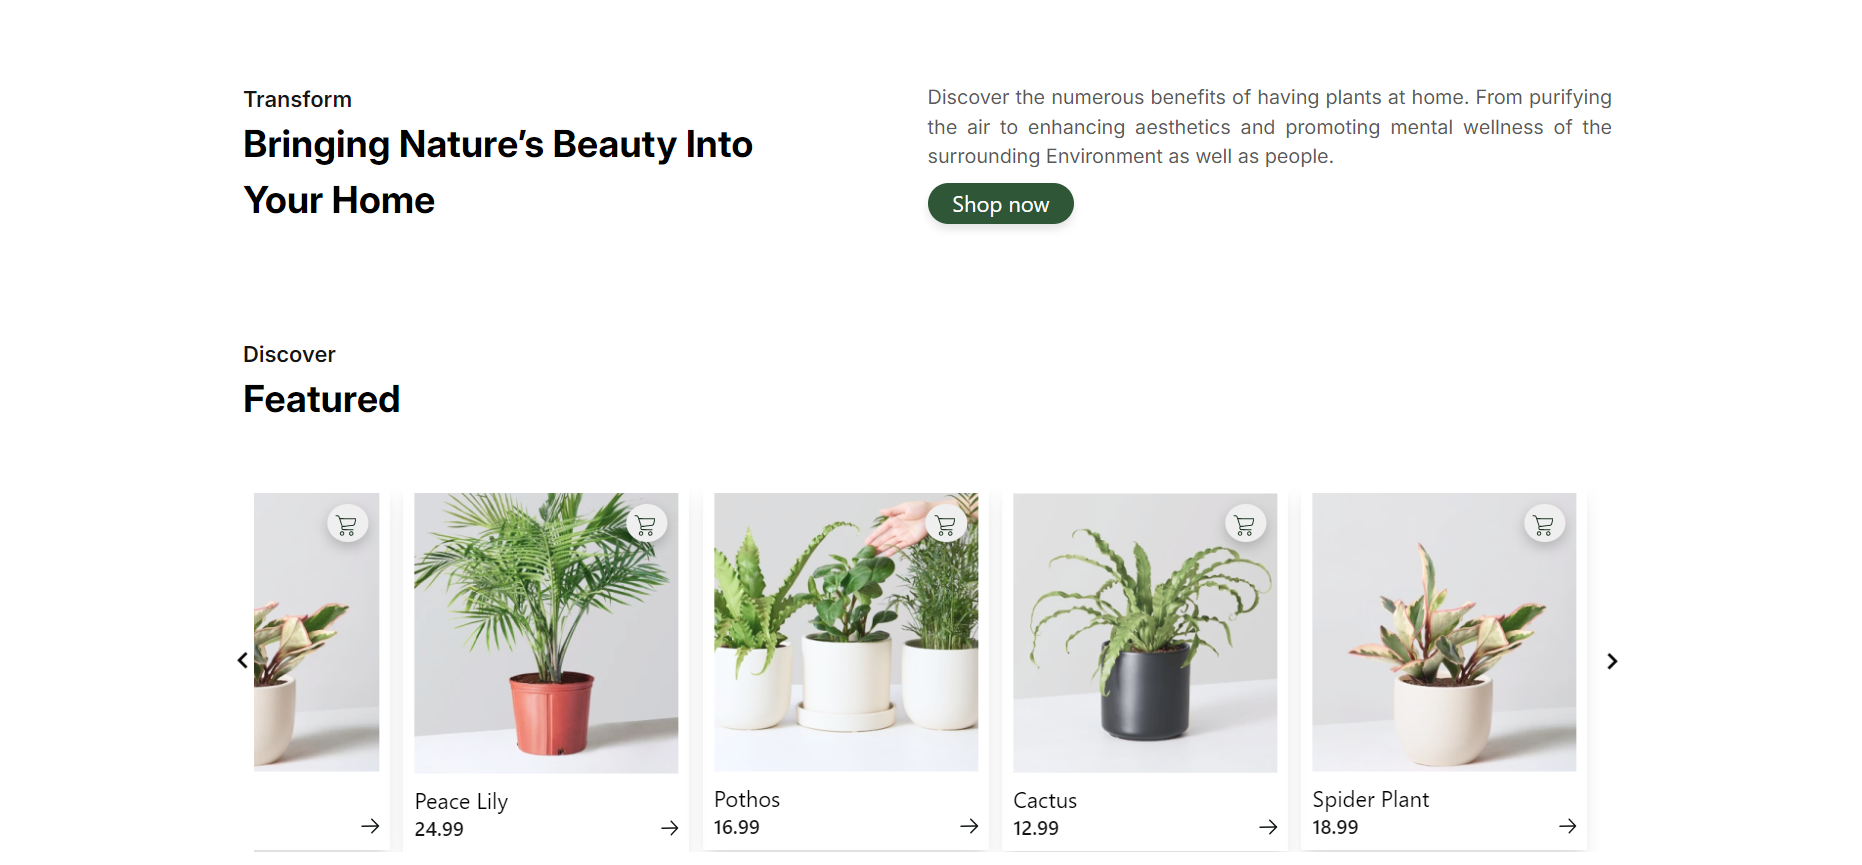 Transform
Bringing Nature’s Beauty Into
Your Home
Discover the numerous benefits of having plants at home. From purifying
the air to enhancing aesthetics and promoting mental wellness of the
surrounding Environment as well as people.
Shop now
Discover
Featured
Peace Lily
24.99
Pothos
16.99
Cactus
12.99
Spider Plant
18.99